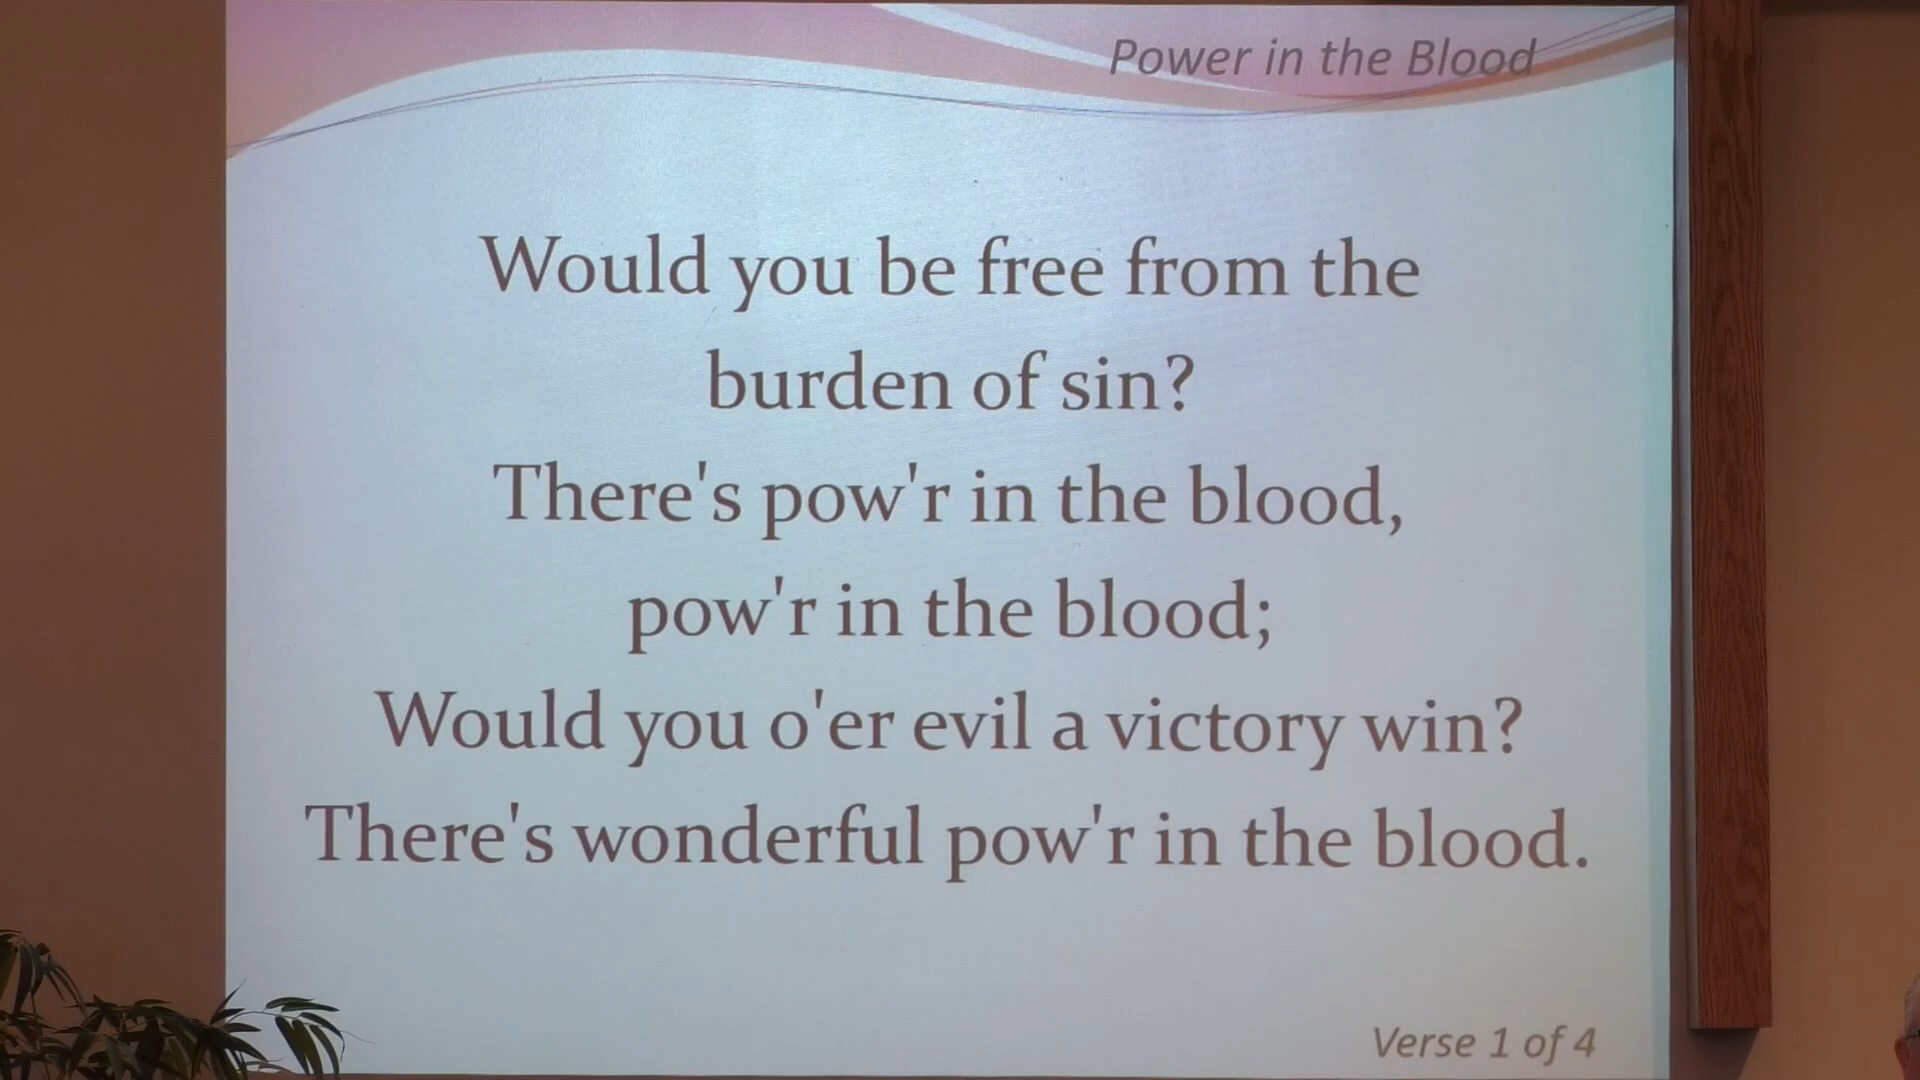 Power in the Blood
Would you be free from the
burden of sin?
There's pow'r in the blood,
pow'r in the blood;
Would you o'er evil a victory win?
There's wonderful pow'r in the blood.
Verse 1 of 4